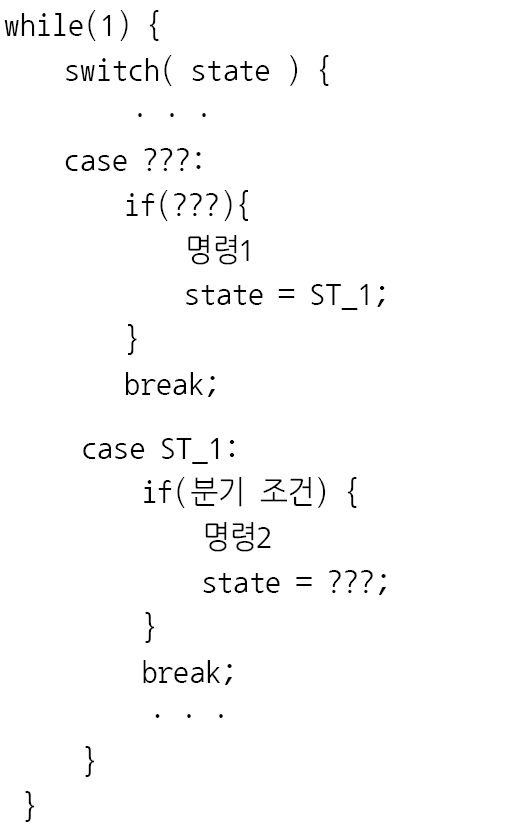 while(1) {
switch( state ) {
. . .
case ???:
if(???){
명령1
state = ST_1;
}
break;
case ST_1:
if(분기 조건) {
명령2
state = ???;
}
break;
. . .
}
}